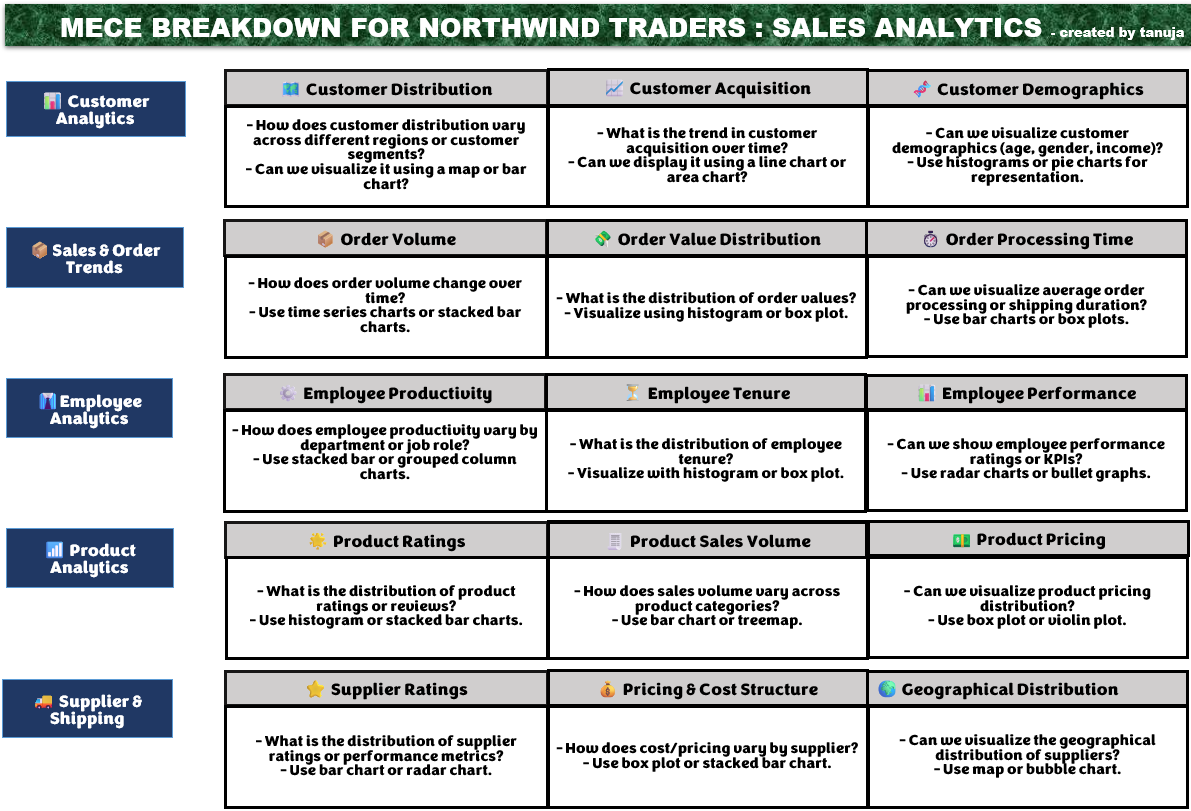 MECE BREAKDOWN FOR NORTHWIND TRADERS : SALES ANALYTICS - created by tanuja
Customer
Analytics
Customer Distribution
- How does customer distribution vary
across different regions or customer
segments?
- Can we visualize it using a map or bar
chart?
Customer Acquisition
- What is the trend in customer
acquisition over time?
- Can we display it using a line chart or
area chart?
Customer Demographics
- Can we visualize customer
demographics (age, gender, income)?
- Use histograms or pie charts for
representation.
Sales & Order
Trends
Order Volume
- How does order volume change over
time?
- Use time series charts or stacked bar
charts.
Order Value Distribution
- What is the distribution of order values?
- Visualize using histogram or box plot.
Order Processing Time
- Can we visualize average order
processing or shipping duration?
- Use bar charts or box plots.
Employee
Analytics
Employee Productivity
- How does employee productivity vary by
department or job role?
- Use stacked bar or grouped column
charts.
Employee Tenure
- What is the distribution of employee
tenure?
- Visualize with histogram or box plot.
Employee Performance
- Can we show employee performance
ratings or KPIs?
- Use radar charts or bullet graphs.
Product
Analytics
Product Ratings
- What is the distribution of product
ratings or reviews?
- Use histogram or stacked bar charts.
Product Sales Volume
- How does sales volume vary across
product categories?
- Use bar chart or treemap.
Product Pricing
- Can we visualize product pricing
distribution?
- Use box plot or violin plot.
Supplier &
Shipping
Supplier Ratings
- What is the distribution of supplier
ratings or performance metrics?
- Use bar chart or radar chart.
Pricing & Cost Structure
- How does cost/pricing vary by supplier?
- Use box plot or stacked bar chart.
Geographical Distribution
- Can we visualize the geographical
distribution of suppliers?
- Use map or bubble chart.